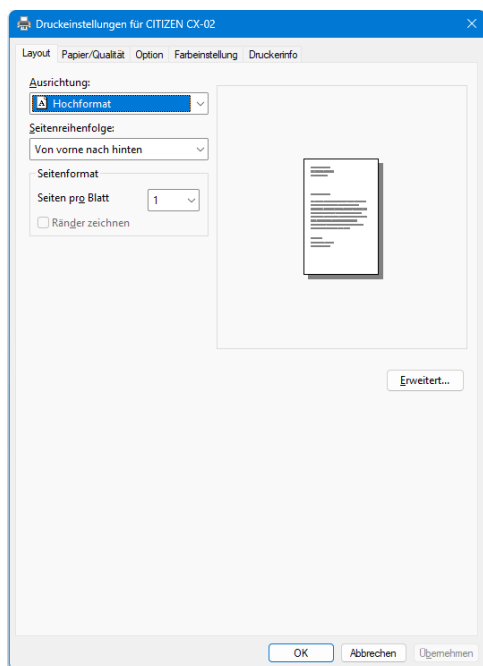 Druckeinstellungen für CITIZEN CX-02
Layout Papier/Qualität Option Farbeinstellung Druckerinfo
Ausrichtung:
Hochformat
Seitenreihenfolge:
Von vorne nach hinten
Seitenformat
Seiten pro Blatt 1
Ränder zeichnen
Erweitert...
OK Abbrechen Übernehmen